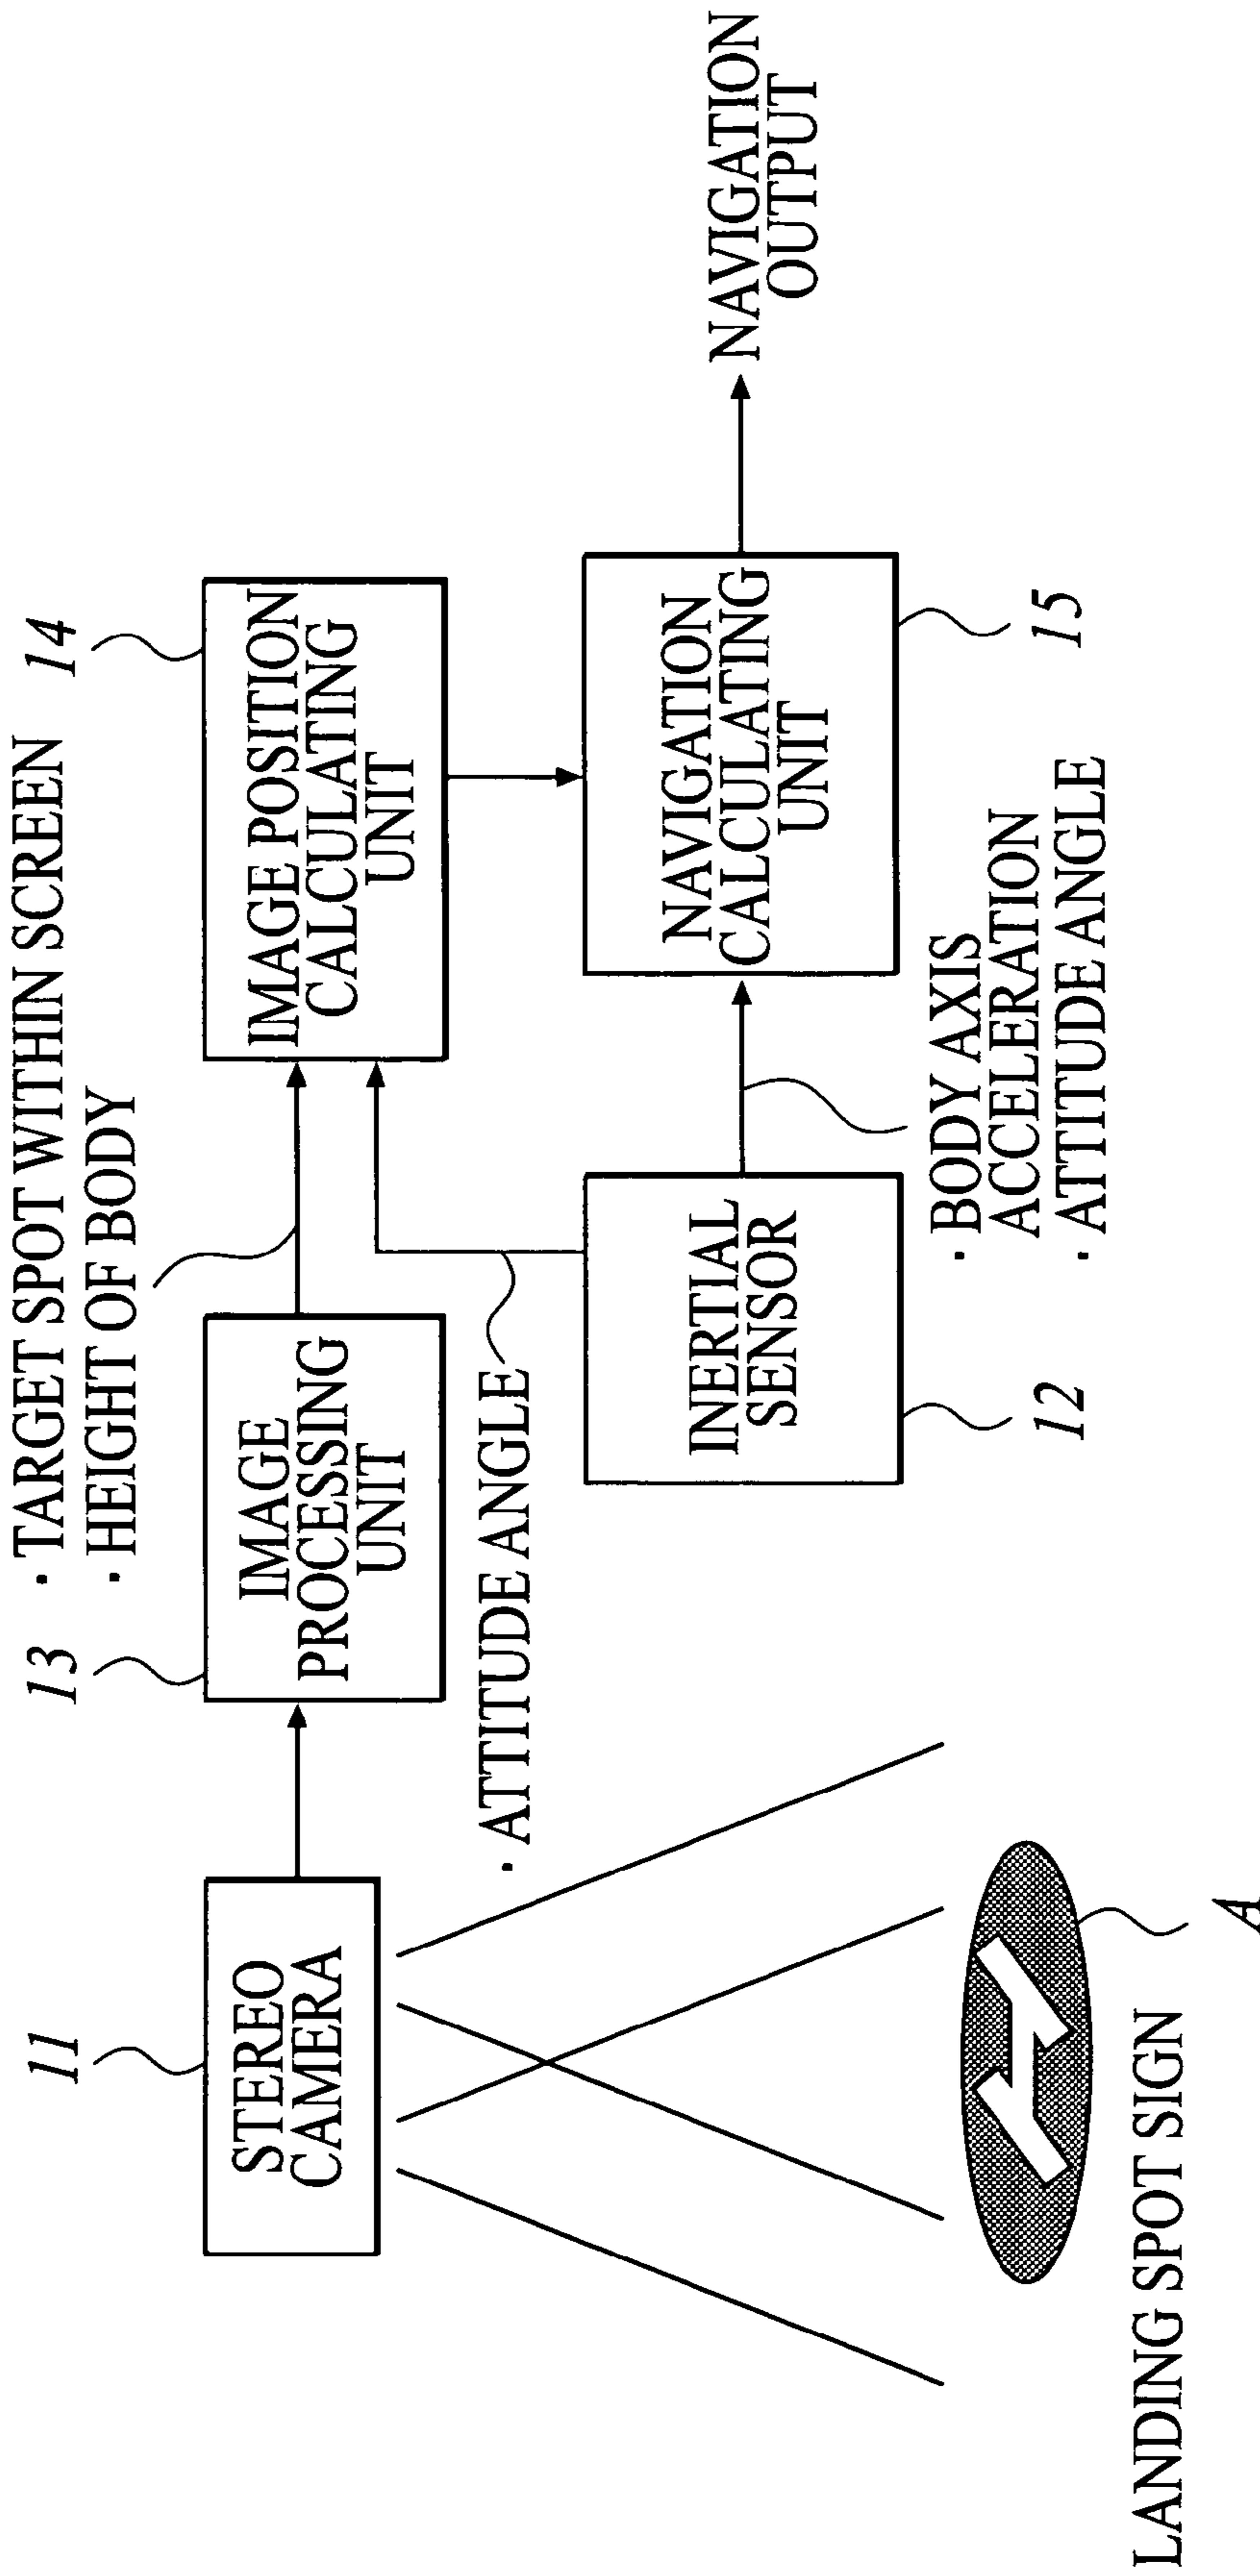 11
STEREO
CAMERA
13
IMAGE
PROCESSING
UNIT
· TARGET SPOT WITHIN SCREEN
· HEIGHT OF BODY
14
IMAGE POSITION
CALCULATING
UNIT
· ATTITUDE ANGLE
INERTIAL
SENSOR
12
NAVIGATION
CALCULATING
UNIT
15
· BODY AXIS
ACCELERATION
· ATTITUDE ANGLE
NAVIGATION
OUTPUT
H
A
LANDING SPOT SIGN